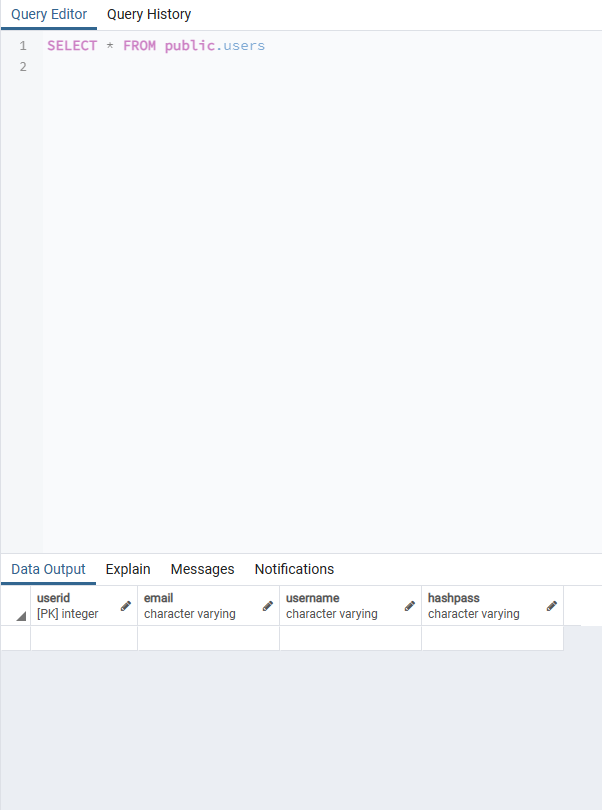 Query Editor Query History
1 SELECT * FROM public.users
2
Data Output Explain Messages Notifications
userid email username hashpass
[PK] integer character varying character varying character varying